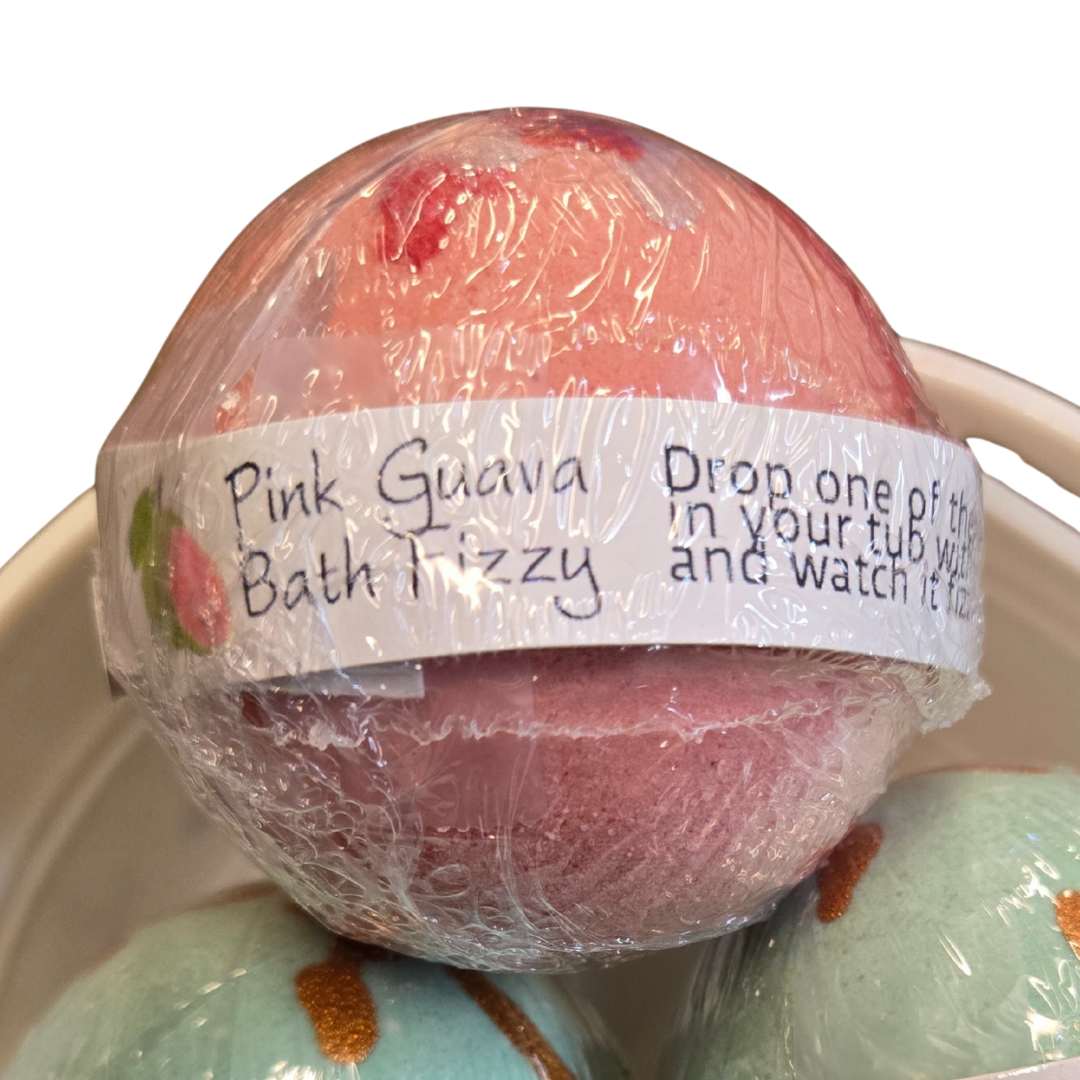 Pink Guava
Bath Fizzy
Drop one of
in your tub
and watch it